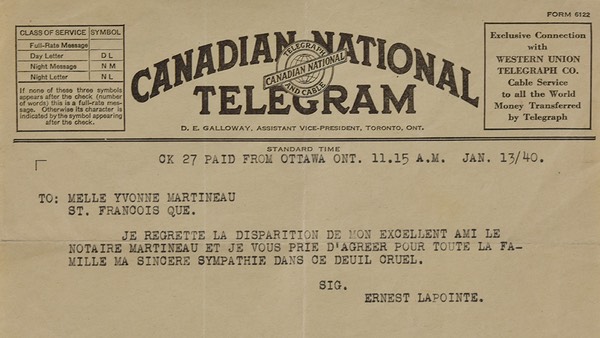 FORM 6122
CLASS OF SERVICE SYMBOL
Full-Rate Message
Day Letter D L
Night Message N M
Night Letter N L
If none of these three symbols
appears after the check (number
of words) this is a full-rate mes-
sage. Otherwise its character is
indicated by the symbol appearing
after the check.
CANADIAN NATIONAL
TELEGRAPH
CANADIAN NATIONAL
AND CABLE
TELEGRAM
D. E. GALLOWAY, ASSISTANT VICE-PRESIDENT, TORONTO, ONT.
Exclusive Connection
with
WESTERN UNION
TELEGRAPH CO.
Cable Service
to all the World
Money Transferred
by Telegraph
STANDARD TIME
CK 27 PAID FROM OTTAWA ONT. 11.15 A.M. JAN. 13/40.
TO: MELLE YVONNE MARTINEAU
ST. FRANCOIS QUE.
JE REGRETTE LA DISPARITION DE MON EXCELLENT AMI LE
NOTAIRE MARTINEAU ET JE VOUS PRIE D'AGREER POUR TOUTE LA FA-
MILLE MA SINCERE SYMPATHIE DANS CE DEUIL CRUEL.
SIG.
ERNEST LAPOINTE.